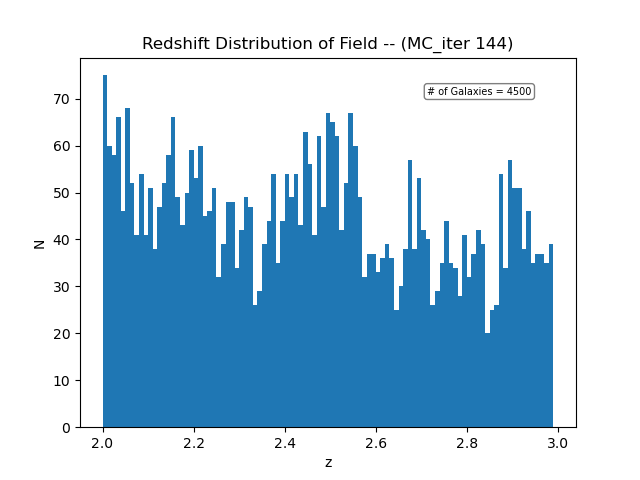 Redshift Distribution of Field -- (MC_iter 144)
# of Galaxies = 4500
70
60
50
40
30
20
10
0
N
2.0 2.2 2.4 2.6 2.8 3.0
z